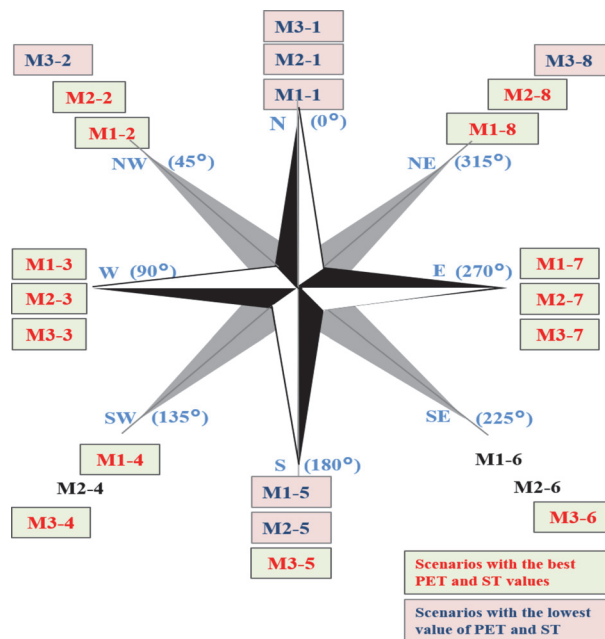 M3-1
M3-2
M2-1
M3-8
M2-2
M1-1
M2-8
M1-2
N
(0°)
M1-8
NW (45°)
NE (315°)
M1-3
W (90°)
E (270°)
M1-7
M2-3
M2-7
M3-3
M3-7
SW (135°)
SE (225°)
M1-4
S (180°)
M1-6
M2-4
M1-5
M2-6
M3-4
M2-5
M3-6
M3-5
Scenarios with the best
PET and ST values
Scenarios with the lowest
value of PET and ST